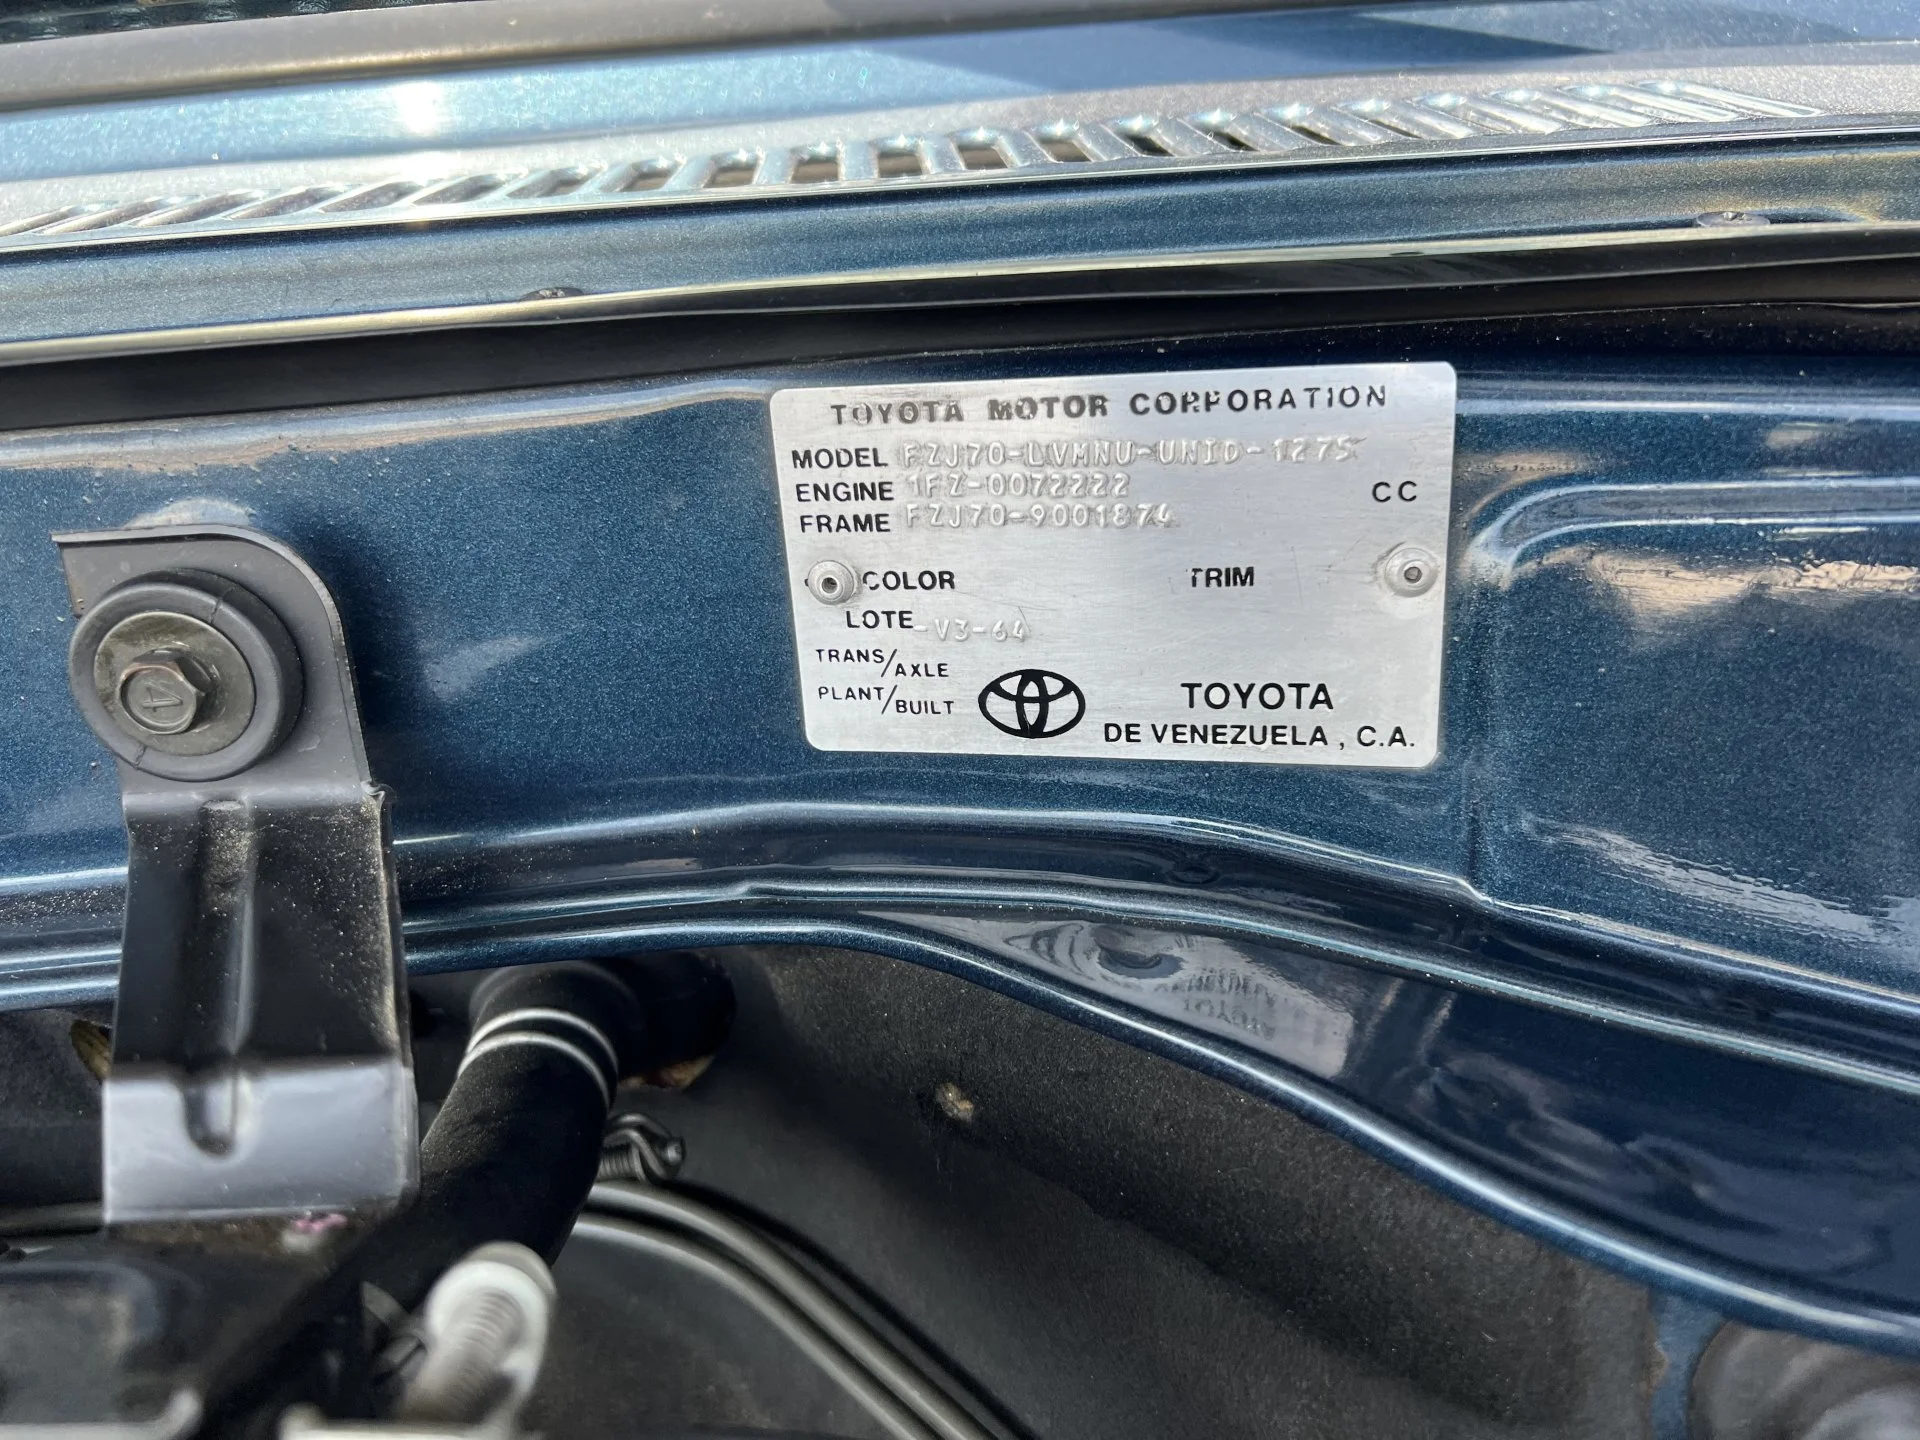 TOYOTA MOTOR CORPORATION
MODEL FZJ70-LVMNU-UNID-1275
ENGINE 1FZ-0072222 CC
FRAME FZJ70-9001874
COLOR TRIM
LOTE -V3-64
TRANS/AXLE
PLANT/BUILT
TOYOTA
DE VENEZUELA, C.A.
4